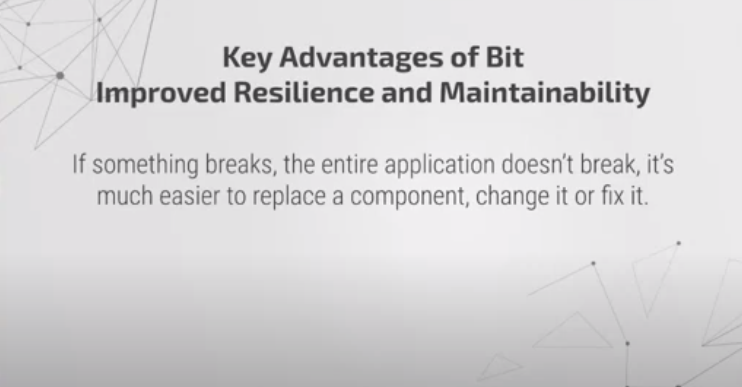 Key Advantages of Bit
Improved Resilience and Maintainability
If something breaks, the entire application doesn't break, it's
much easier to replace a component, change it or fix it.